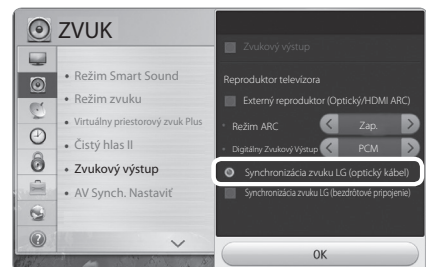 ZVUK
• Režim Smart Sound
• Režim zvuku
• Virtuálny priestorový zvuk Plus
• Čistý hlas II
• Zvukový výstup
• AV Synch. Nastaviť
Zvukový výstup
Reproduktor televízora
Externý reproduktor (Optický/HDMI ARC)
• Režim ARC < Zap. >
• Digitálny Zvukový Výstup < PCM >
Synchronizácia zvuku LG (optický kábel)
Synchronizácia zvuku LG (bezdrôtové pripojenie)
OK